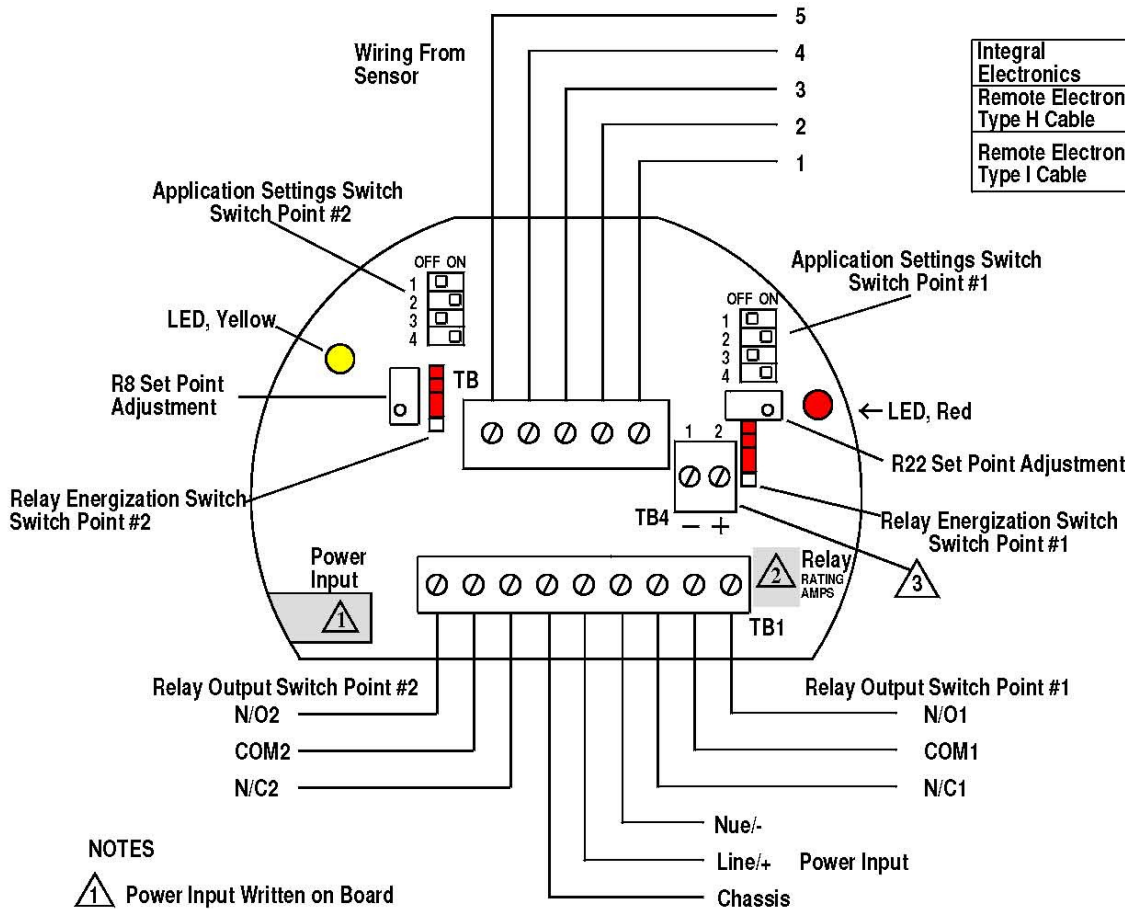 5
Wiring From
Sensor
4
3
2
1
Integral
Electronics
Remote Electron
Type H Cable
Remote Electron
Type I Cable
Application Settings Switch
Switch Point #2
OFF ON
1
2
3
4
LED, Yellow
R8 Set Point
Adjustment
TB
Application Settings Switch
Switch Point #1
OFF ON
1
2
3
4
← LED, Red
R22 Set Point Adjustment
1 2
TB4
− +
Relay Energization Switch
Switch Point #2
Relay Energization Switch
Switch Point #1
3
Power
Input
1
2
Relay
RATING
AMPS
TB1
Relay Output Switch Point #2
N/O2
COM2
N/C2
Relay Output Switch Point #1
N/O1
COM1
N/C1
Nue/-
Line/+ Power Input
Chassis
NOTES
1 Power Input Written on Board